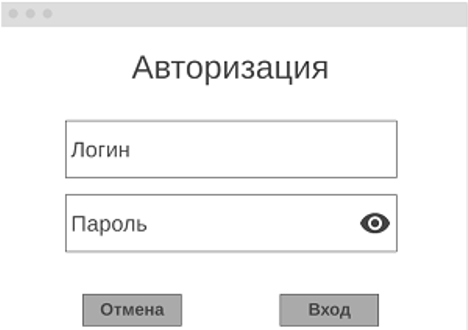 Авторизация
Логин
Пароль
Отмена Вход